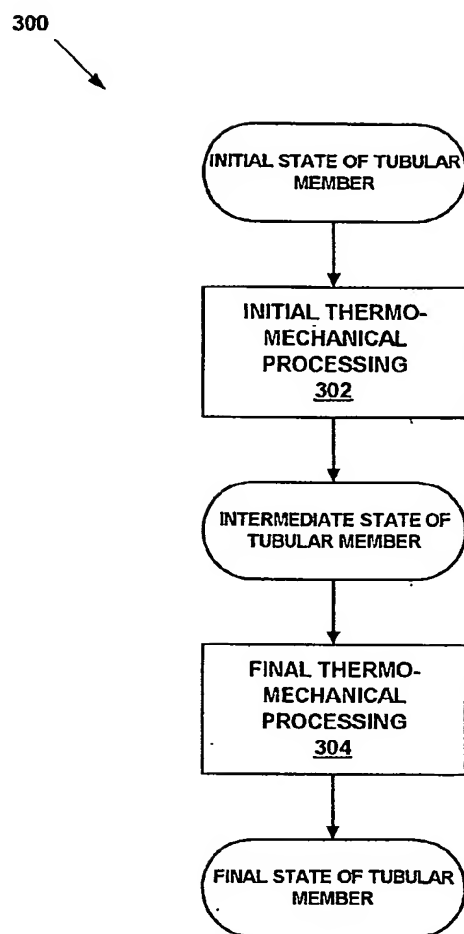 300
INITIAL STATE OF TUBULAR
MEMBER
INITIAL THERMO-
MECHANICAL
PROCESSING
302
INTERMEDIATE STATE OF
TUBULAR MEMBER
FINAL THERMO-
MECHANICAL
PROCESSING
304
FINAL STATE OF TUBULAR
MEMBER